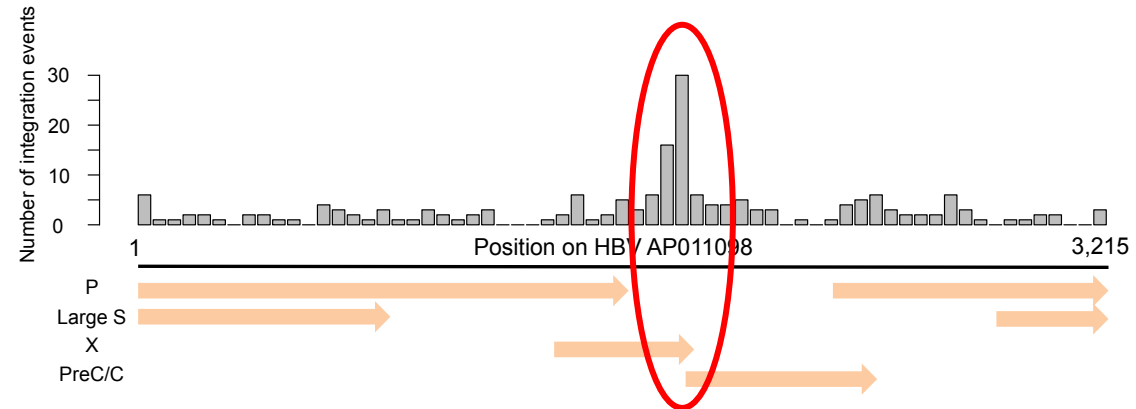 Number of integration events
30
20
10
0
1 Position on HBV AP011098 3,215
P
Large S
X
PreC/C